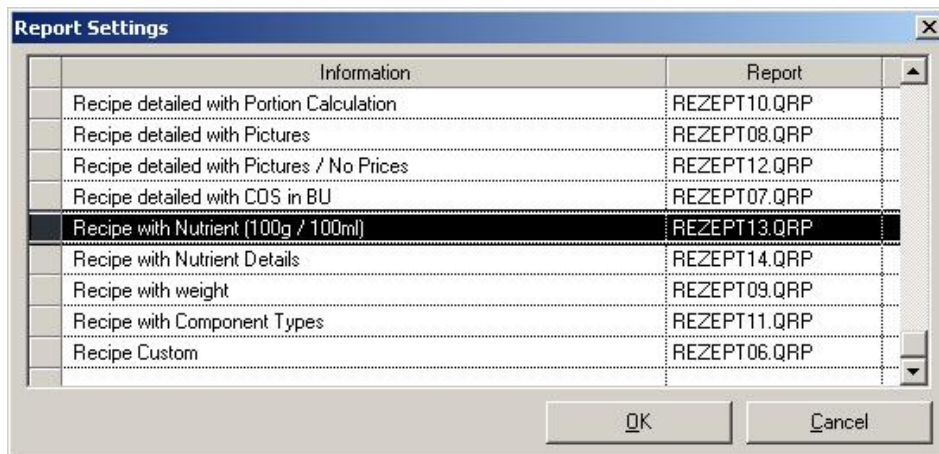 Report Settings
Information Report
Recipe detailed with Portion Calculation REZEPT10.QRP
Recipe detailed with Pictures REZEPT08.QRP
Recipe detailed with Pictures / No Prices REZEPT12.QRP
Recipe detailed with COS in BU REZEPT07.QRP
Recipe with Nutrient (100g / 100ml) REZEPT13.QRP
Recipe with Nutrient Details REZEPT14.QRP
Recipe with weight REZEPT09.QRP
Recipe with Component Types REZEPT11.QRP
Recipe Custom REZEPT06.QRP
OK Cancel